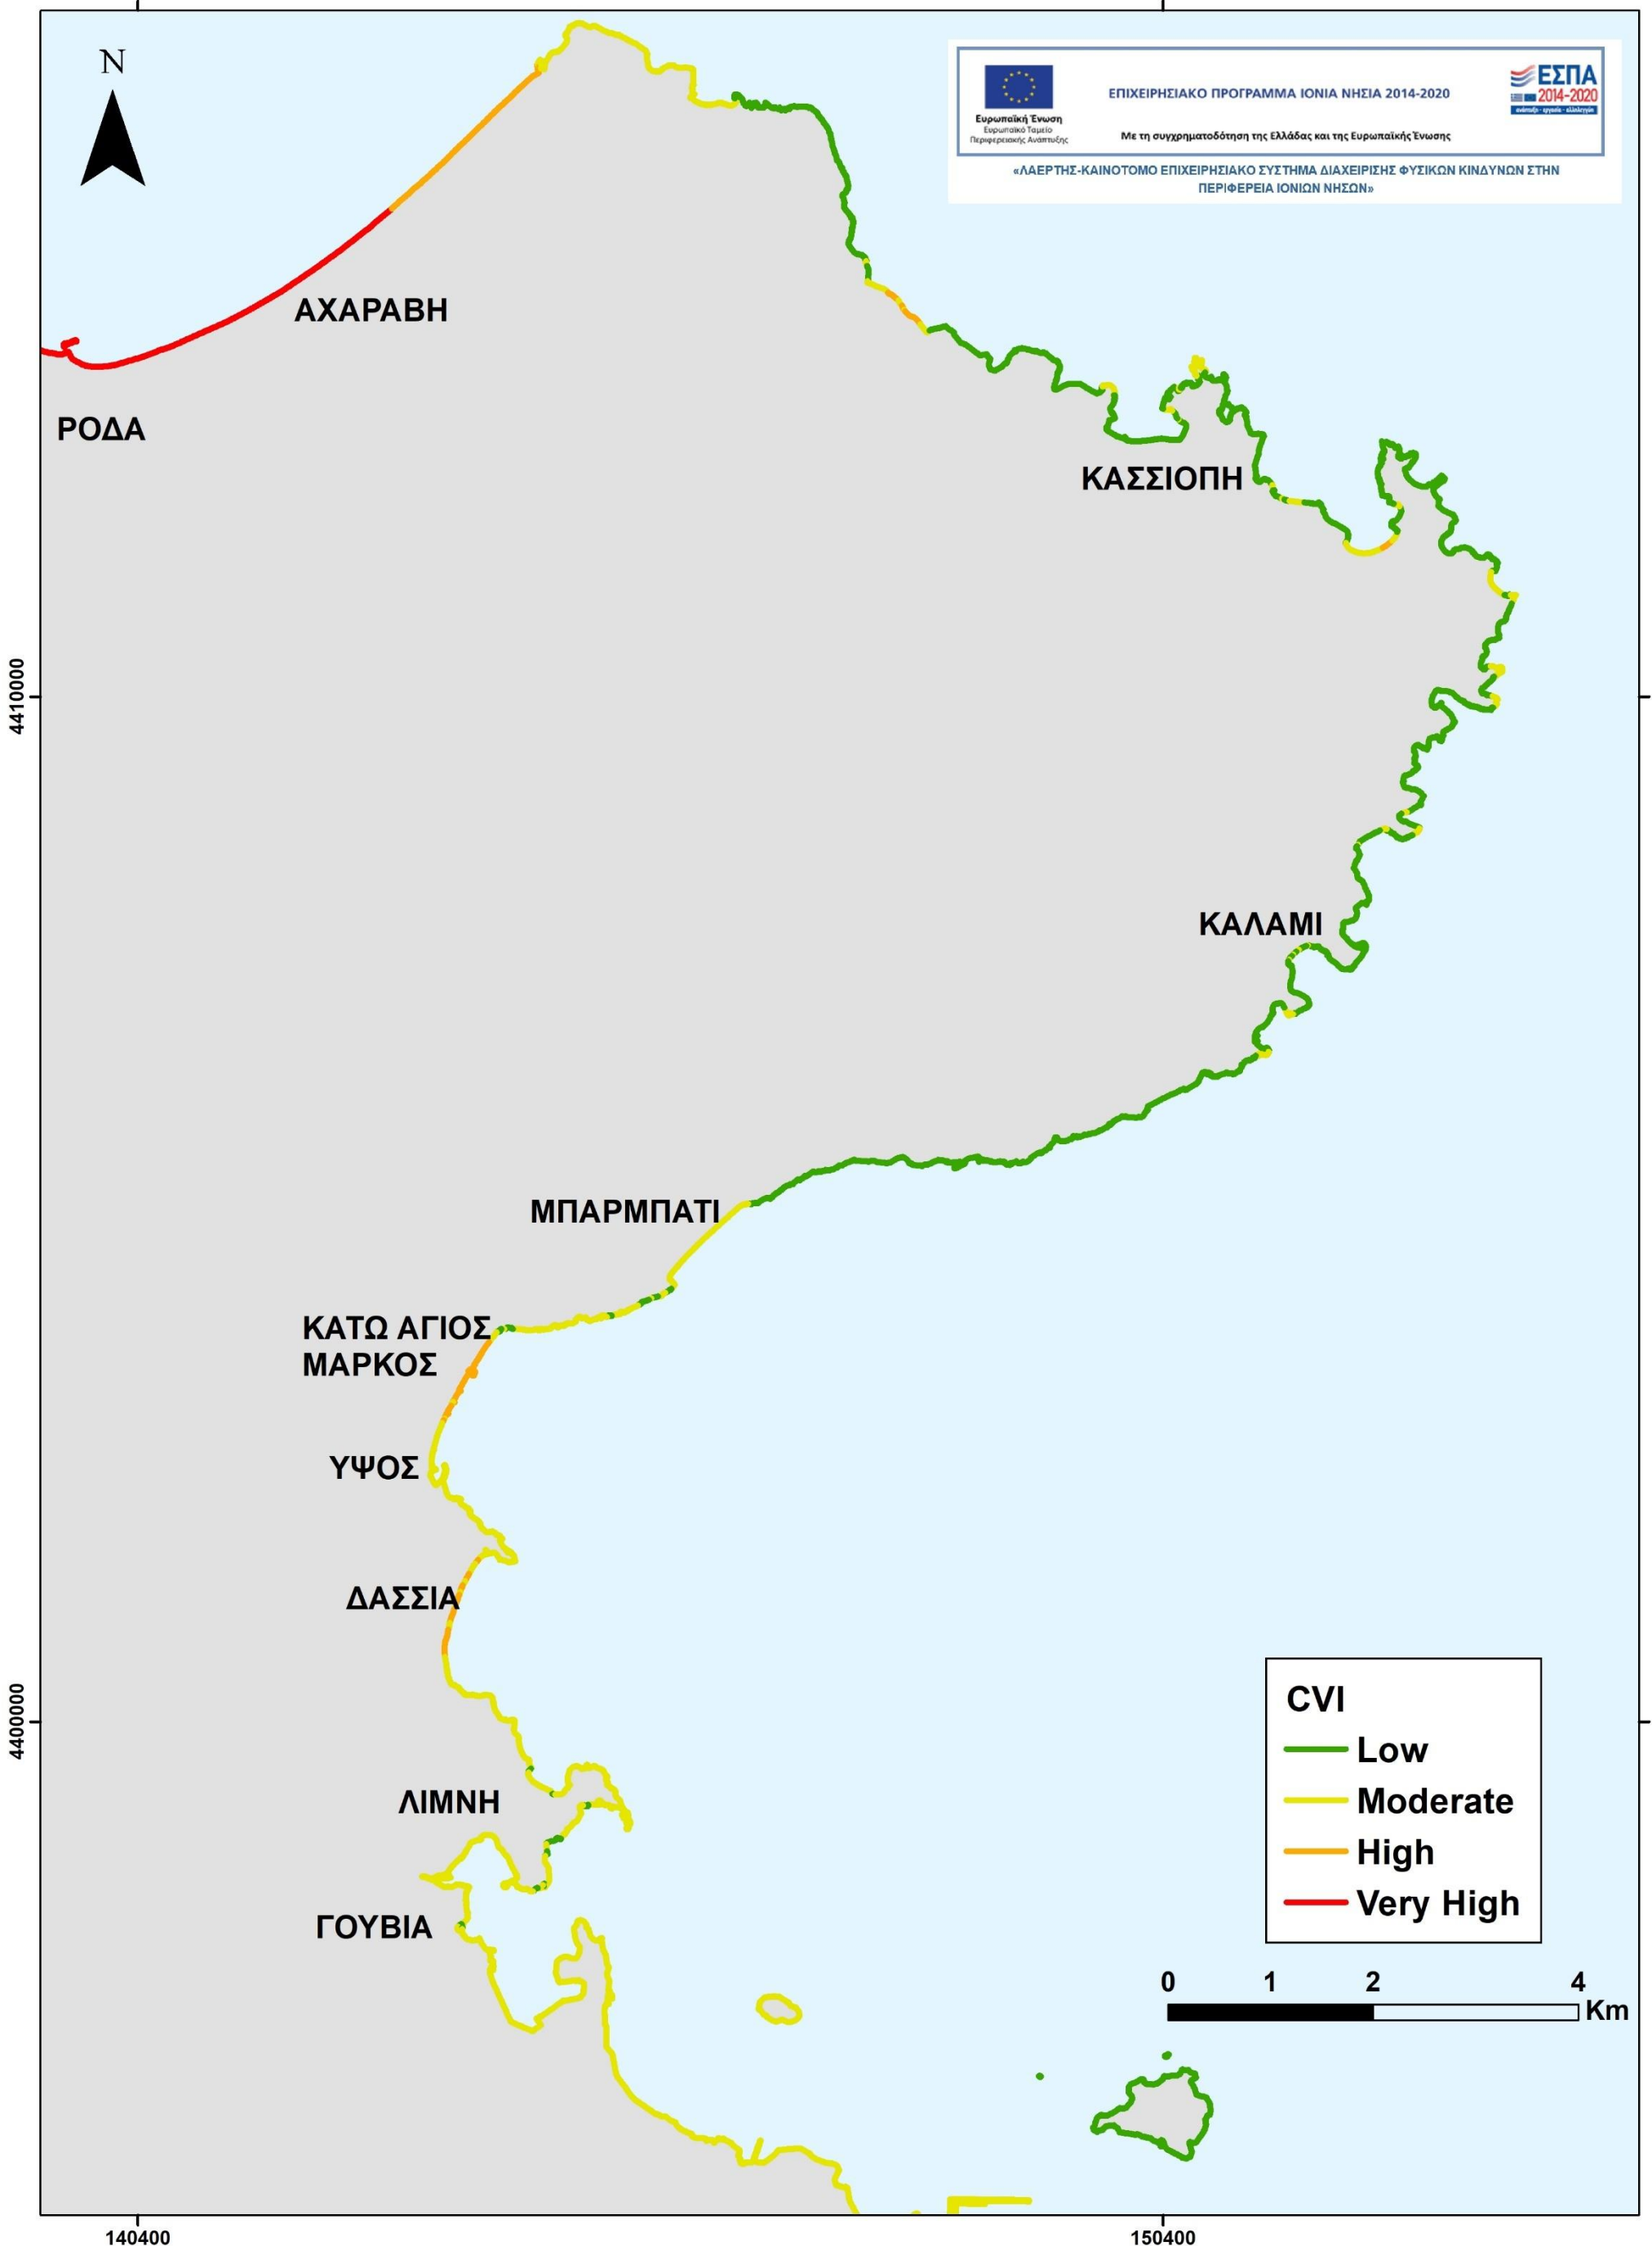 N
Ευρωπαϊκή Ένωση
Ευρωπαϊκό Ταμείο
Περιφερειακής Ανάπτυξης
ΕΠΙΧΕΙΡΗΣΙΑΚΟ ΠΡΟΓΡΑΜΜΑ ΙΟΝΙΑ ΝΗΣΙΑ 2014-2020
Με τη συγχρηματοδότηση της Ελλάδας και της Ευρωπαϊκής Ένωσης
ΕΣΠΑ
2014-2020
ανάπτυξη - εργασία - αλληλεγγύη
«ΛΑΕΡΤΗΣ-ΚΑΙΝΟΤΟΜΟ ΕΠΙΧΕΙΡΗΣΙΑΚΟ ΣΥΣΤΗΜΑ ΔΙΑΧΕΙΡΙΣΗΣ ΦΥΣΙΚΩΝ ΚΙΝΔΥΝΩΝ ΣΤΗΝ
ΠΕΡΙΦΕΡΕΙΑ ΙΟΝΙΩΝ ΝΗΣΩΝ»
ΑΧΑΡΑΒΗ
ΡΟΔΑ
ΚΑΣΣΙΟΠΗ
4410000
ΚΑΛΑΜΙ
ΜΠΑΡΜΠΑΤΙ
ΚΑΤΩ ΑΓΙΟΣ
ΜΑΡΚΟΣ
ΥΨΟΣ
ΔΑΣΣΙΑ
4400000
ΛΙΜΝΗ
ΓΟΥΒΙΑ
CVI
Low
Moderate
High
Very High
0 1 2 4
Km
140400 150400